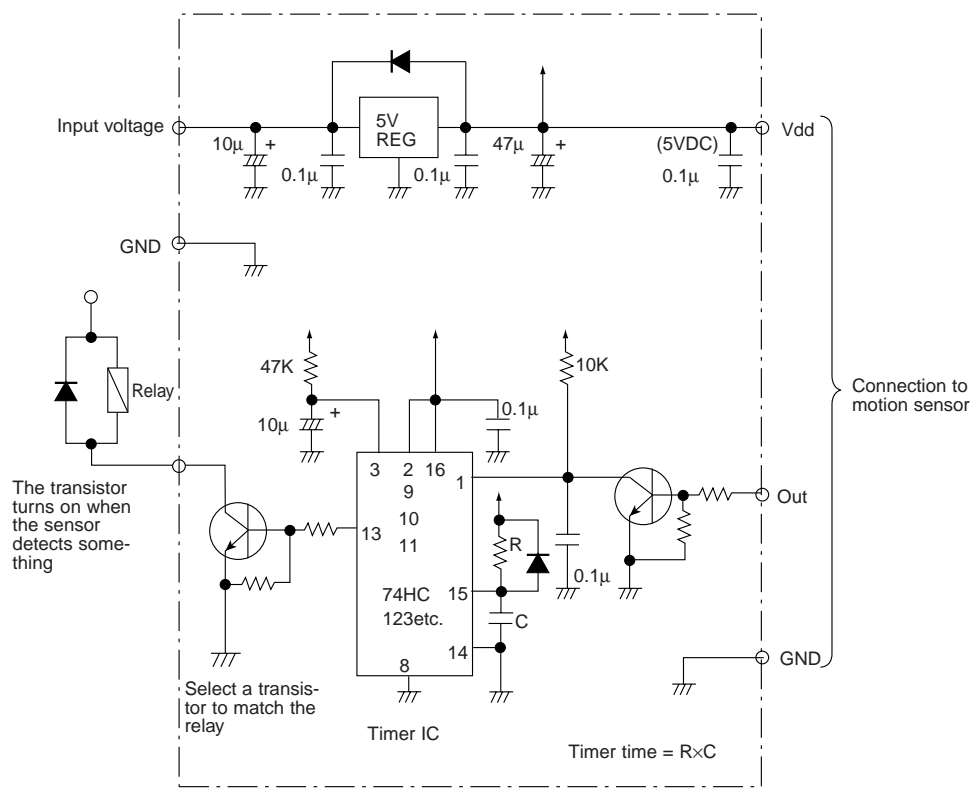 Input voltage
10µ
+
0.1µ
5V
REG
0.1µ
47µ
+
(5VDC)
0.1µ
Vdd
GND
Relay
The transistor
turns on when
the sensor
detects some-
thing
47K
10µ
+
0.1µ
10K
3
2
16
9
10
11
1
13
15
14
8
74HC
123etc.
R
C
0.1µ
Out
GND
Connection to
motion sensor
Select a transis-
tor to match the
relay
Timer IC
Timer time = R×C